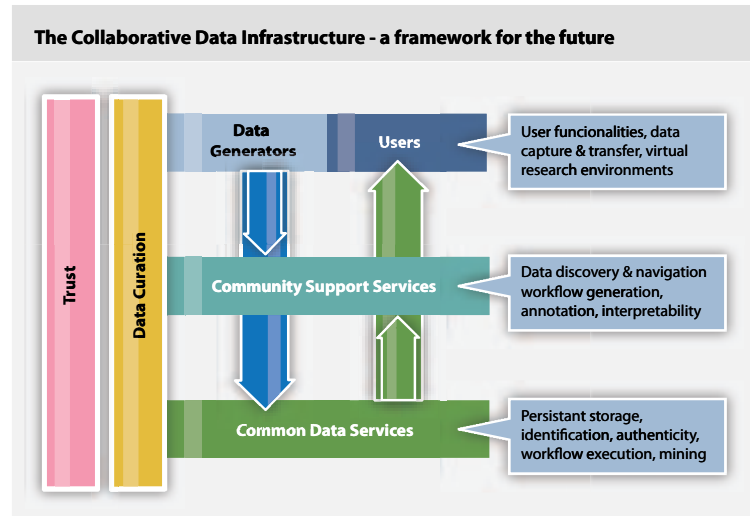 The Collaborative Data Infrastructure - a framework for the future
Trust
Data Curation
Data
Generators
Users
User funcionalities, data
capture & transfer, virtual
research environments
Community Support Services
Data discovery & navigation
workflow generation,
annotation, interpretability
Common Data Services
Persistant storage,
identification, authenticity,
workflow execution, mining